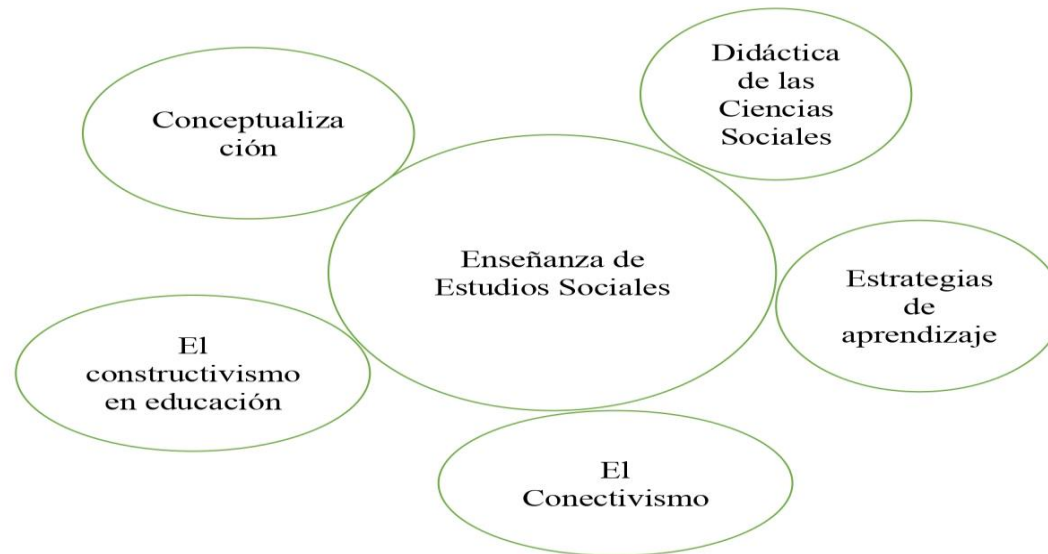 Didáctica
de las
Ciencias
Sociales
Conceptualiza
ción
Enseñanza de
Estudios Sociales
Estrategias
de
aprendizaje
El
constructivismo
en educación
El
Conectivismo